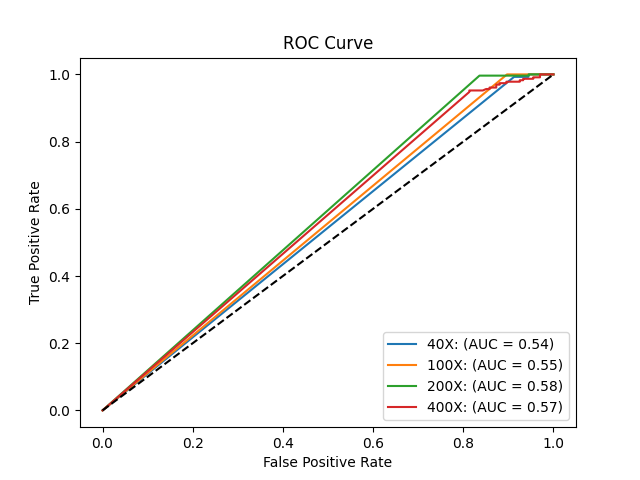 ROC Curve
True Positive Rate
1.0
0.8
0.6
0.4
0.2
0.0
40X: (AUC = 0.54)
100X: (AUC = 0.55)
200X: (AUC = 0.58)
400X: (AUC = 0.57)
0.0 0.2 0.4 0.6 0.8 1.0
False Positive Rate